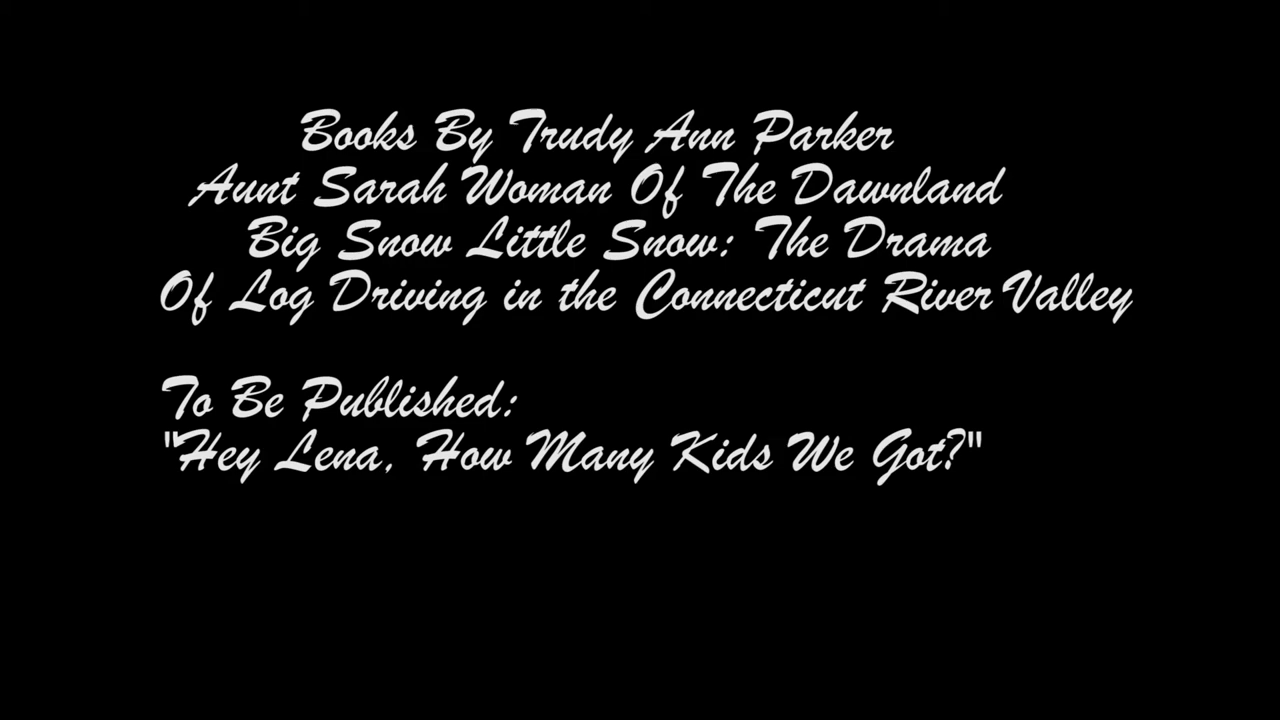 Books By Trudy Ann Parker
Aunt Sarah Woman Of The Dawnland
Big Snow Little Snow: The Drama
Of Log Driving in the Connecticut River Valley
To Be Published:
"Hey Lena, How Many Kids We Got?"